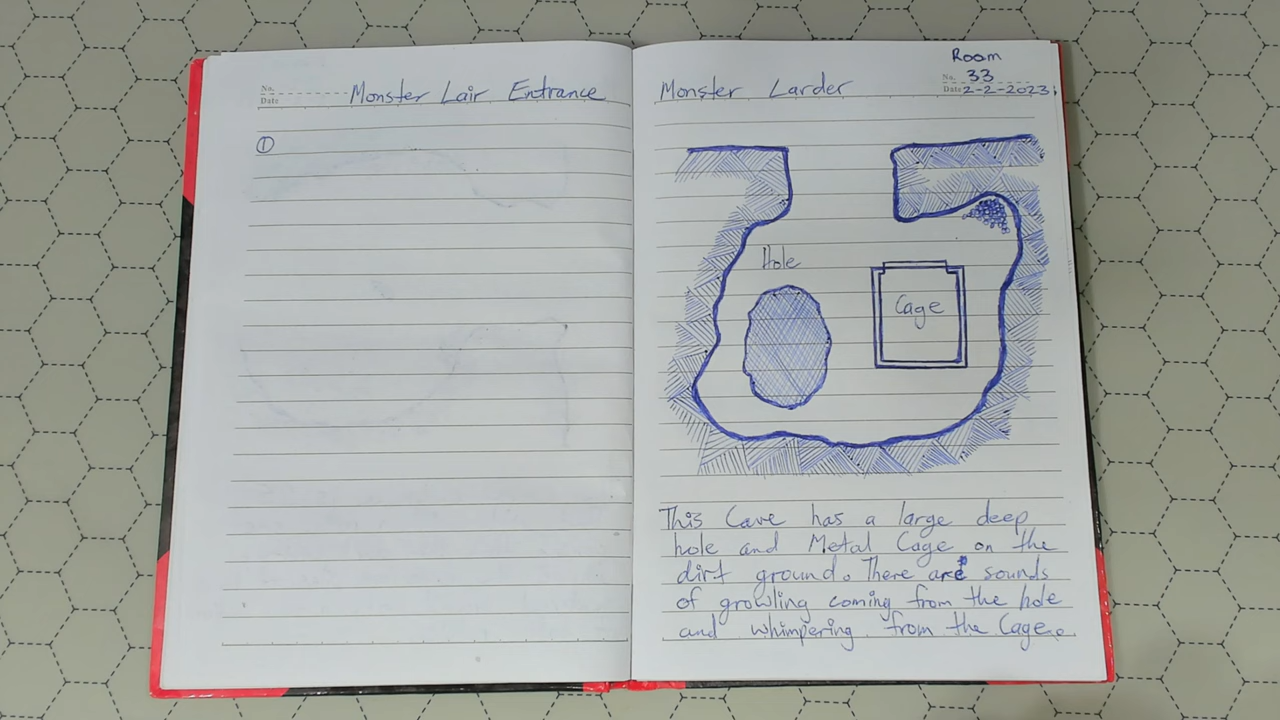 No.
Date
Monster Lair Entrance
①
Room
No. 33
Date 2-2-2023
Monster Larder
Hole
Cage
This Cave has a large deep
hole and Metal Cage on the
dirt ground. There are sounds
of growling coming from the hole
and whimpering from the Cage.